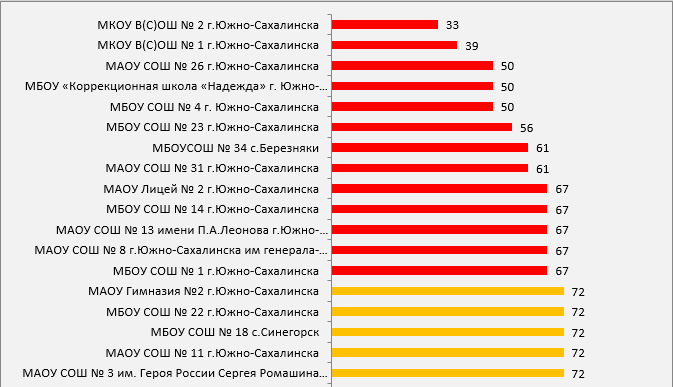 МКОУ В(С)ОШ № 2 г.Южно-Сахалинска 33
МКОУ В(С)ОШ № 1 г.Южно-Сахалинска 39
МАОУ СОШ № 26 г.Южно-Сахалинска 50
МБОУ «Коррекционная школа «Надежда» г. Южно-... 50
МБОУ СОШ № 4 г. Южно-Сахалинска 50
МБОУ СОШ № 23 г.Южно-Сахалинска 56
МБОУСОШ № 34 с.Березняки 61
МАОУ СОШ № 31 г.Южно-Сахалинска 61
МАОУ Лицей № 2 г.Южно-Сахалинска 67
МБОУ СОШ № 14 г.Южно-Сахалинска 67
МАОУ СОШ № 13 имени П.А.Леонова г.Южно-... 67
МАОУ СОШ № 8 г.Южно-Сахалинска им генерала-... 67
МБОУ СОШ № 1 г.Южно-Сахалинска 67
МАОУ Гимназия №2 г.Южно-Сахалинска 72
МБОУ СОШ № 22 г.Южно-Сахалинска 72
МБОУ СОШ № 18 с.Синегорск 72
МАОУ СОШ № 11 г.Южно-Сахалинска 72
МАОУ СОШ № 3 им. Героя России Сергея Ромашина... 72